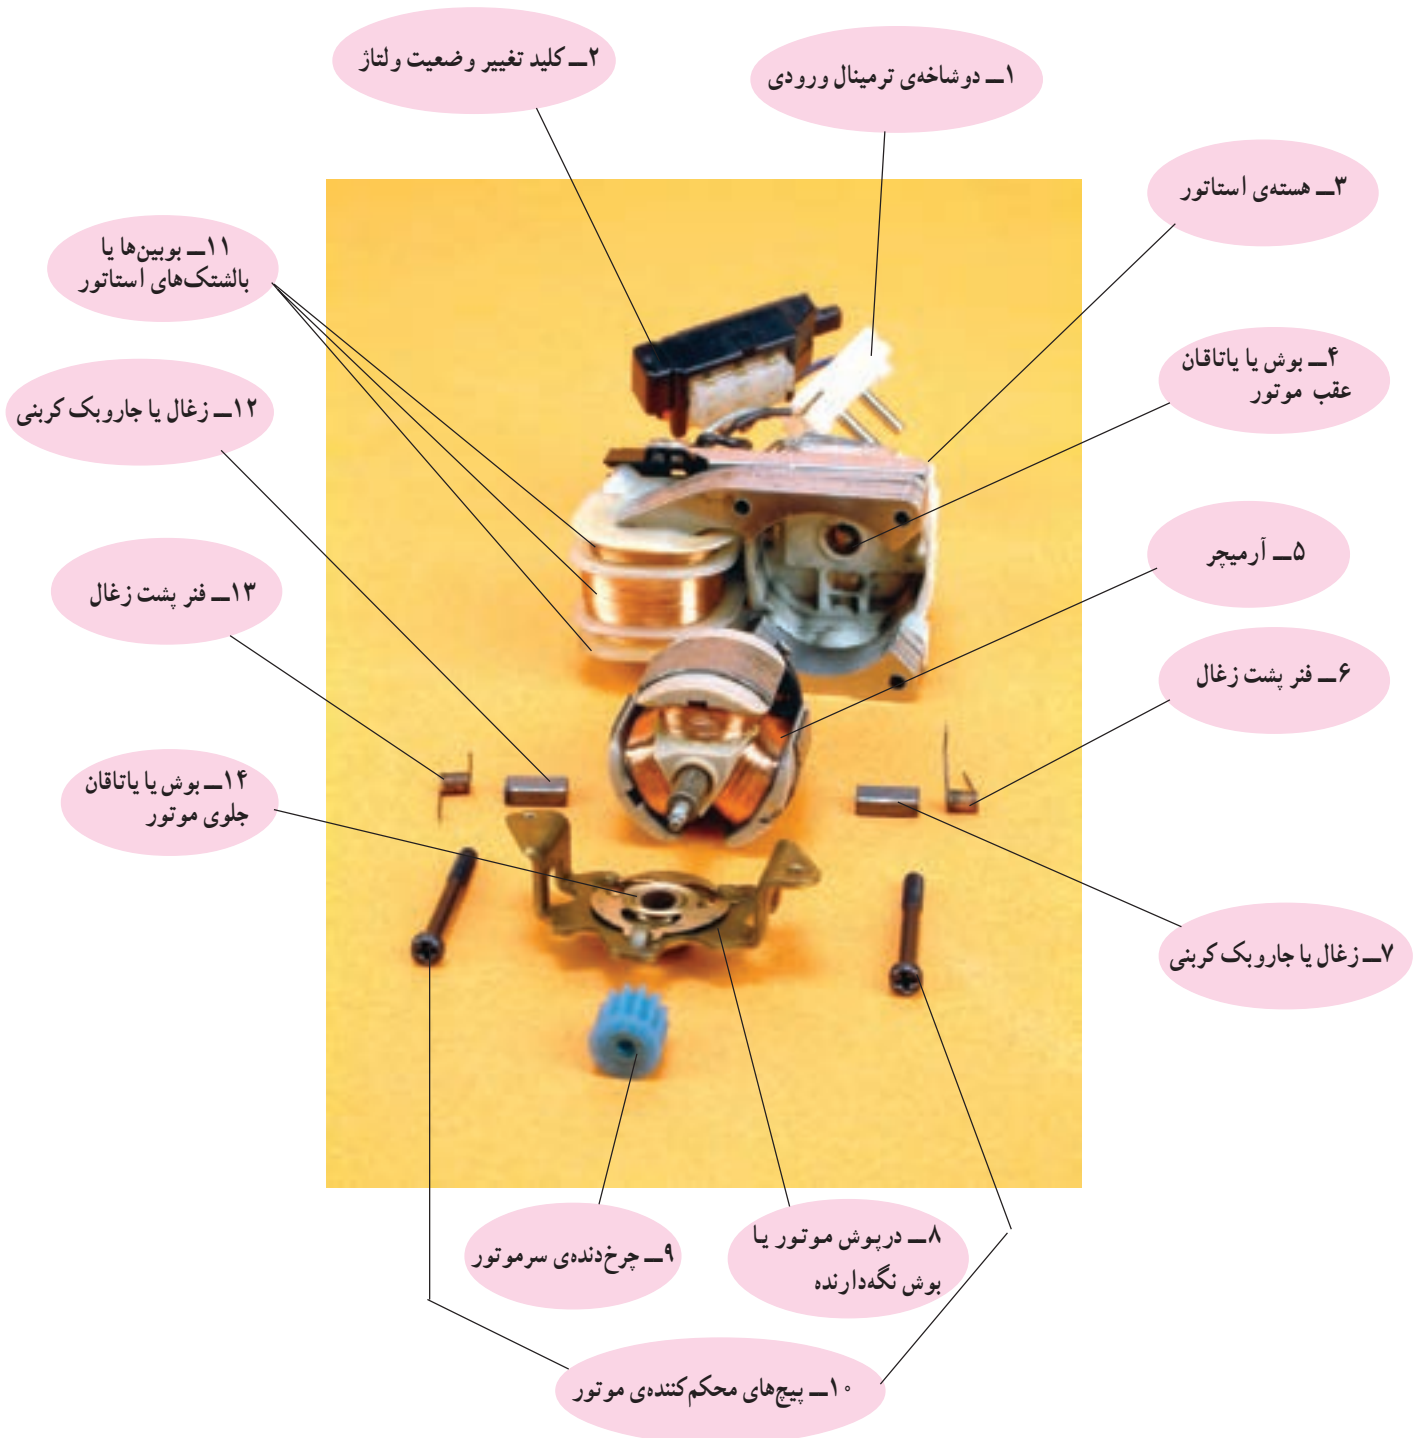 ۱ــ دوشاخه‌ی ترمینال ورودی
۲ــ کلید تغییر وضعیت ولتاژ
۳ــ هسته‌ی استاتور
۴ــ بوش یا یاتاقان
عقب موتور
۵ــ آرمیچر
۶ــ فنر پشت زغال
۷ــ زغال یا جاروبک کربنی
۸ــ درپوش موتور یا
بوش نگه‌دارنده
۹ــ چرخ‌دنده‌ی سرموتور
۱۰ــ پیچ‌های محکم‌کننده‌ی موتور
۱۱ــ بوبین‌ها یا
بالشتک‌های استاتور
۱۲ــ زغال یا جاروبک کربنی
۱۳ــ فنر پشت زغال
۱۴ــ بوش یا یاتاقان
جلوی موتور